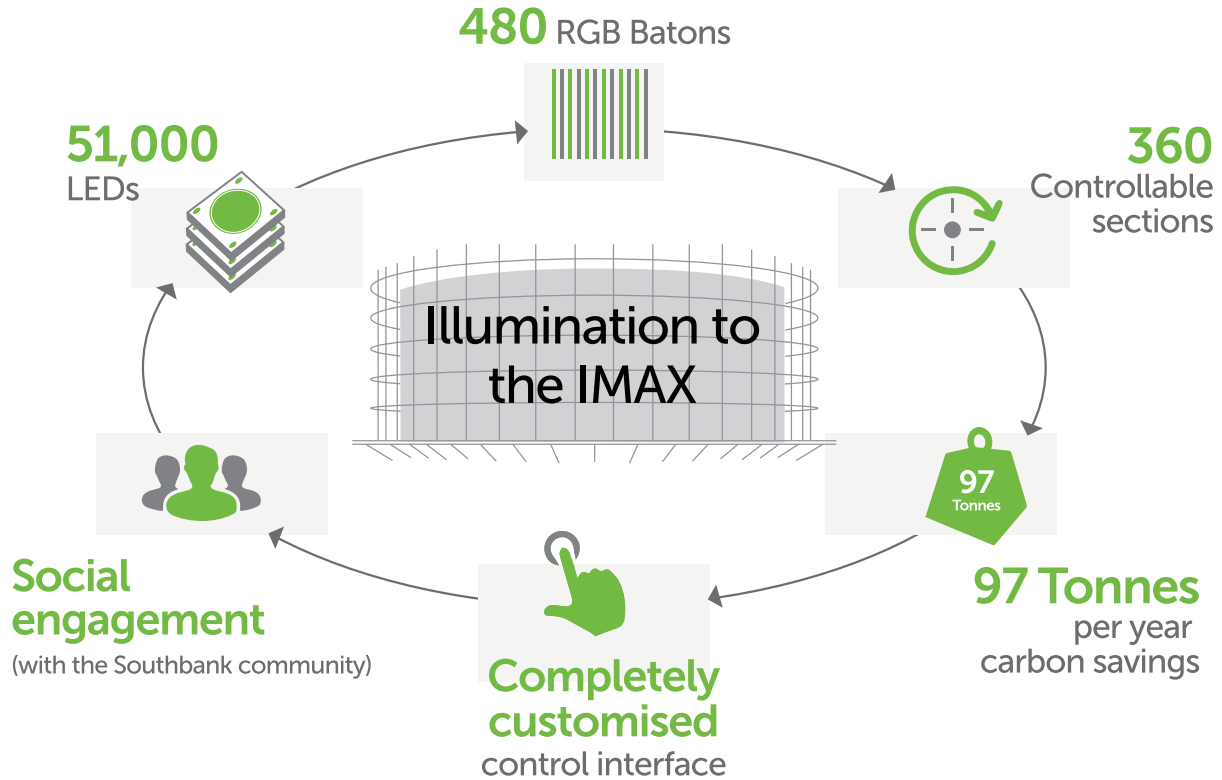 480 RGB Batons
51,000
LEDs
360
Controllable
sections
Illumination to
the IMAX
97
Tonnes
97 Tonnes
per year
carbon savings
Social
engagement
(with the Southbank community)
Completely
customised
control interface